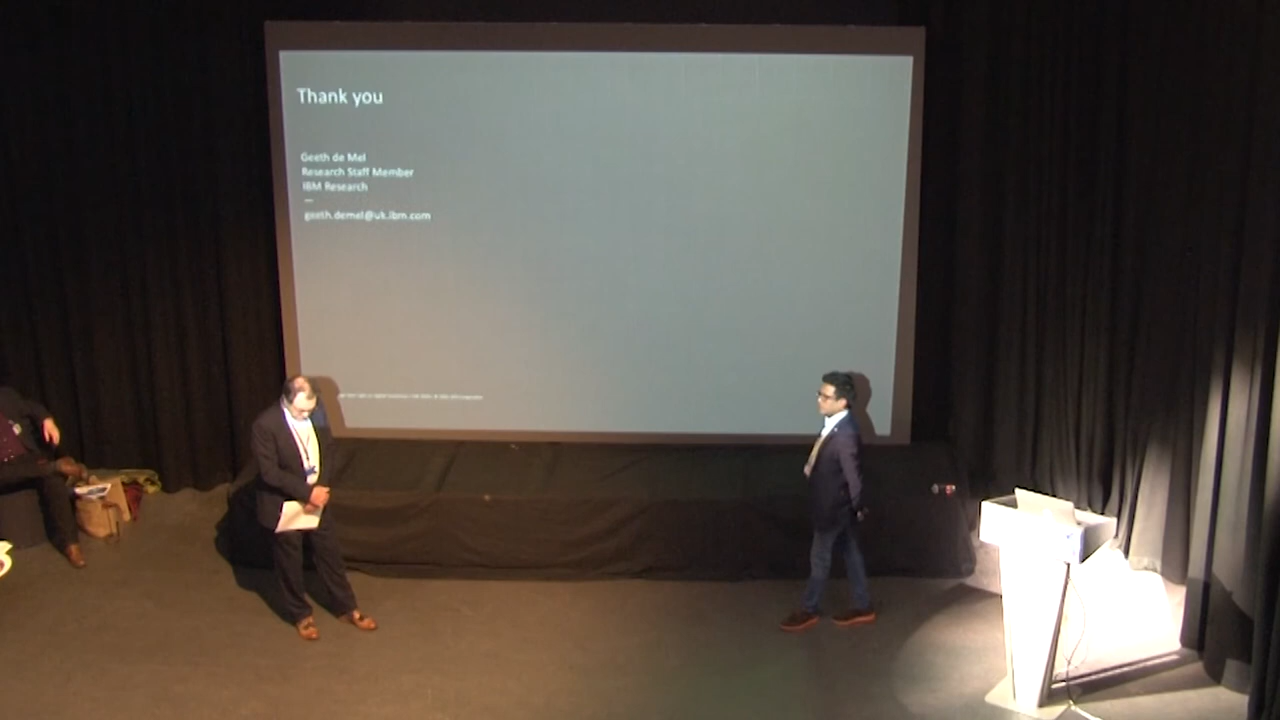 Thank you
Geeth de Mel
Research Staff Member
IBM Research
—
geeth.demel@uk.ibm.com